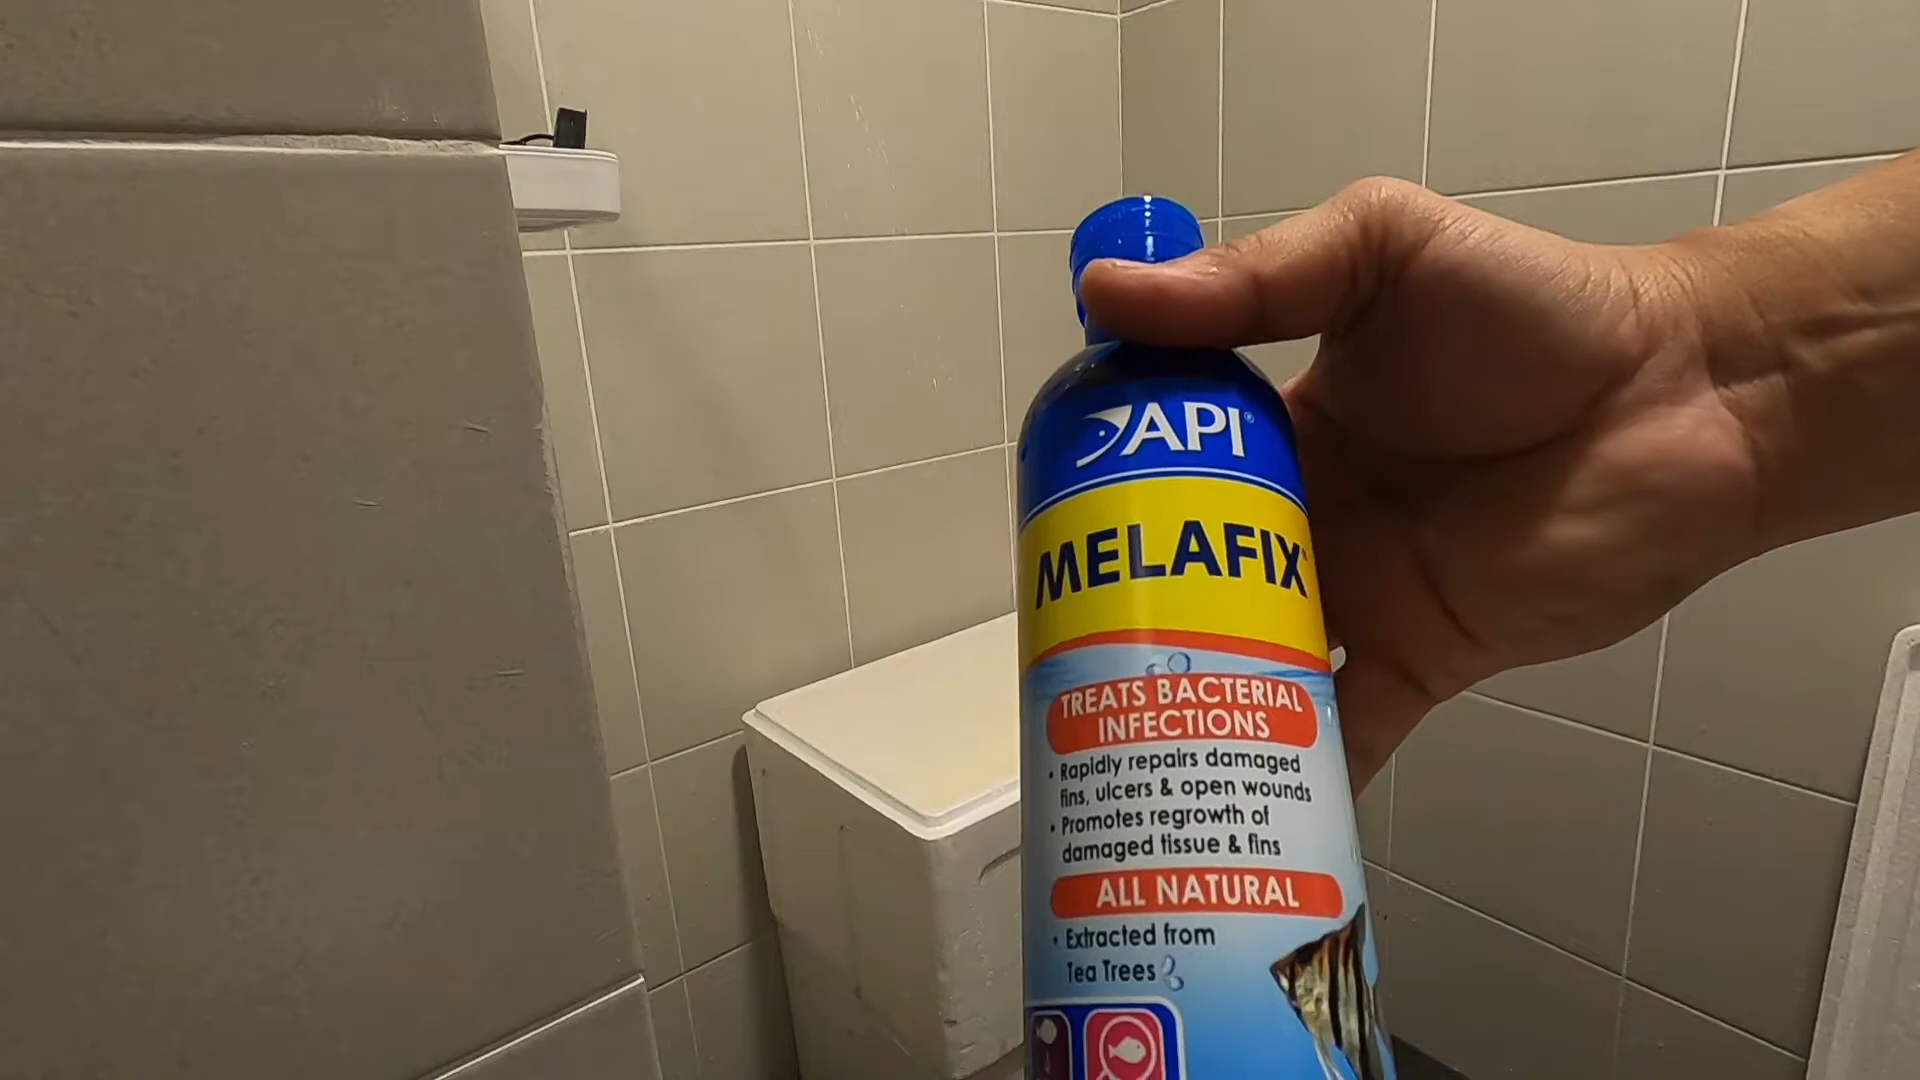 API®
MELAFIX
TREATS BACTERIAL
INFECTIONS
• Rapidly repairs damaged
fins, ulcers & open wounds
• Promotes regrowth of
damaged tissue & fins
ALL NATURAL
• Extracted from
Tea Trees